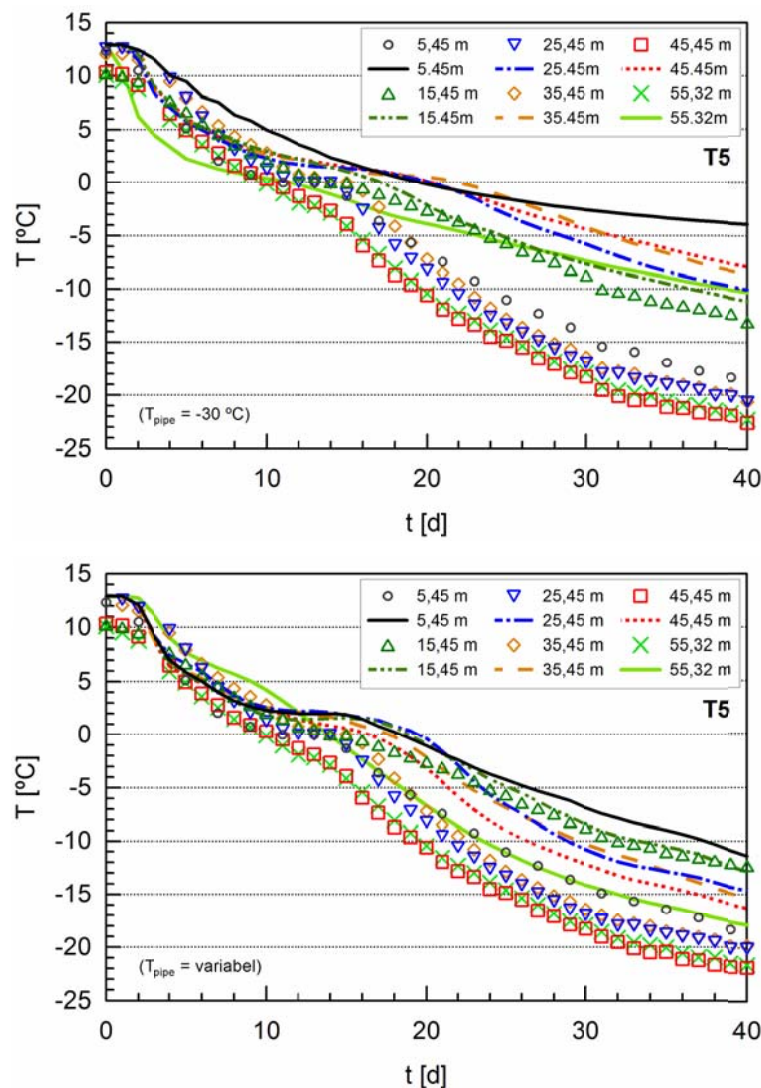 15
10
5
0
-5
-10
-15
-20
-25
T [ºC]
5,45 m 25,45 m 45,45 m
5.45m 25.45m 45.45m
15,45 m 35,45 m 55,32 m
15.45m 35.45m 55.32m
T5
(Tpipe = -30 ºC)
0 10 20 30 40
t [d]
15
10
5
0
-5
-10
-15
-20
-25
T [ºC]
5,45 m 25,45 m 45,45 m
5,45 m 25,45 m 45,45 m
15,45 m 35,45 m 55,32 m
15,45 m 35,45 m 55,32 m
T5
(Tpipe = variabel)
0 10 20 30 40
t [d]